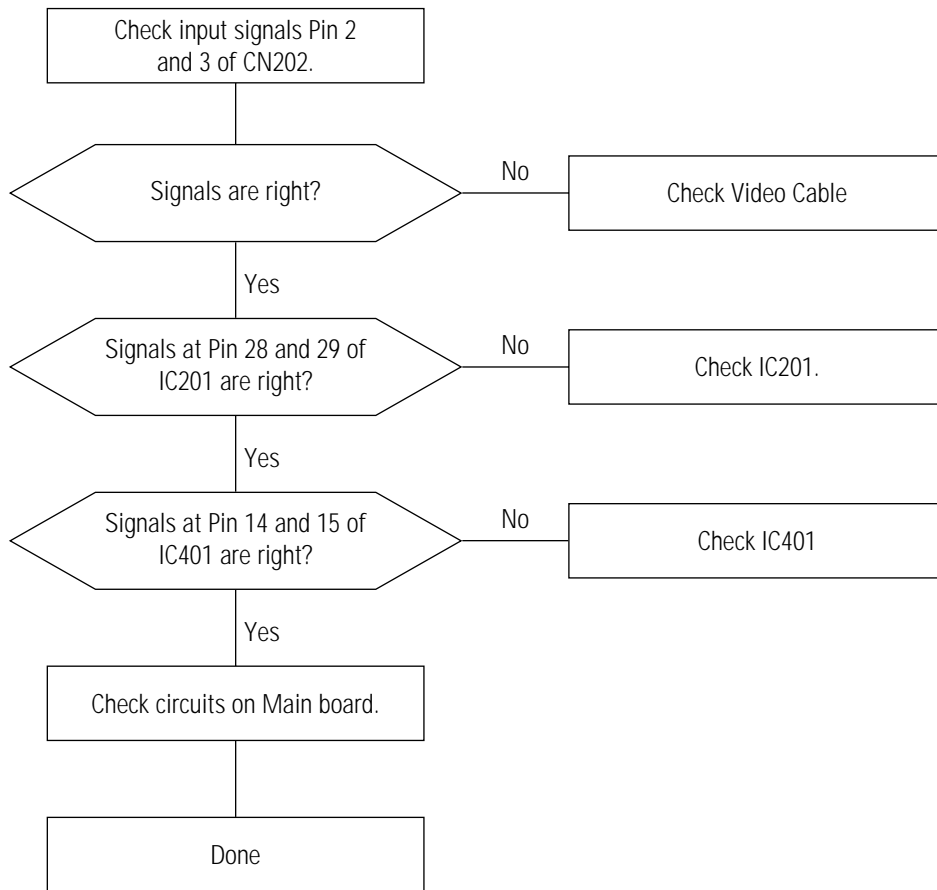 Check input signals Pin 2
and 3 of CN202.
Signals are right?
No
Check Video Cable
Yes
Signals at Pin 28 and 29 of
IC201 are right?
No
Check IC201.
Yes
Signals at Pin 14 and 15 of
IC401 are right?
No
Check IC401
Yes
Check circuits on Main board.
Done